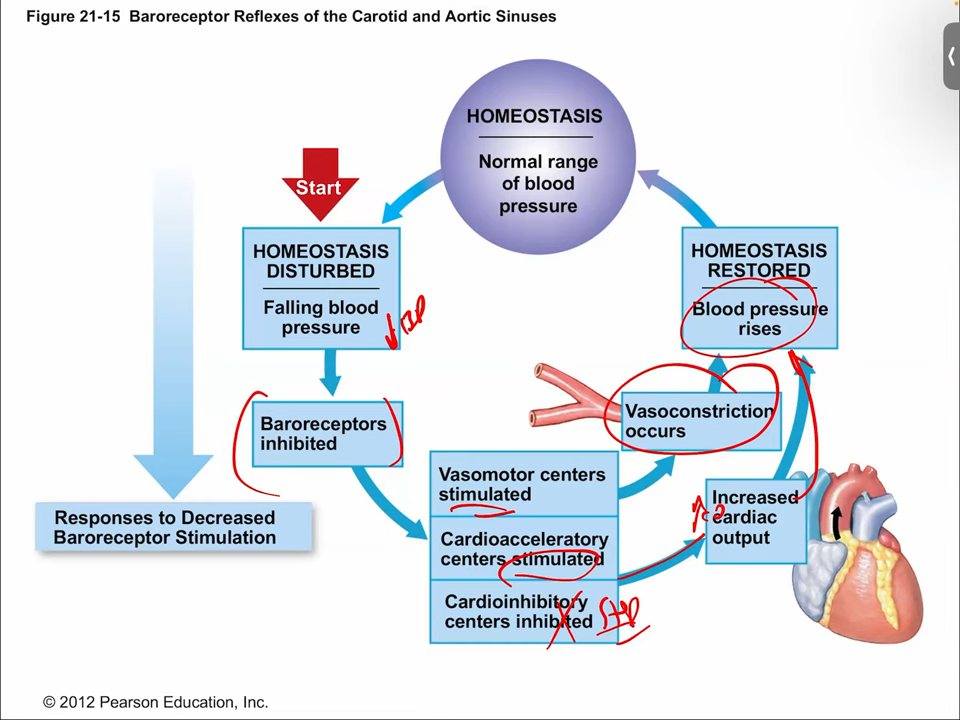 Figure 21-15 Baroreceptor Reflexes of the Carotid and Aortic Sinuses
HOMEOSTASIS
Normal range
of blood
pressure
Start
HOMEOSTASIS
DISTURBED
Falling blood
pressure
↓BP
HOMEOSTASIS
RESTORED
Blood pressure
rises
Baroreceptors
inhibited
Vasoconstriction
occurs
Vasomotor centers
stimulated
Cardioacceleratory
centers stimulated
Cardioinhibitory
centers inhibited
Stop
Increased
cardiac
output
Responses to Decreased
Baroreceptor Stimulation
© 2012 Pearson Education, Inc.